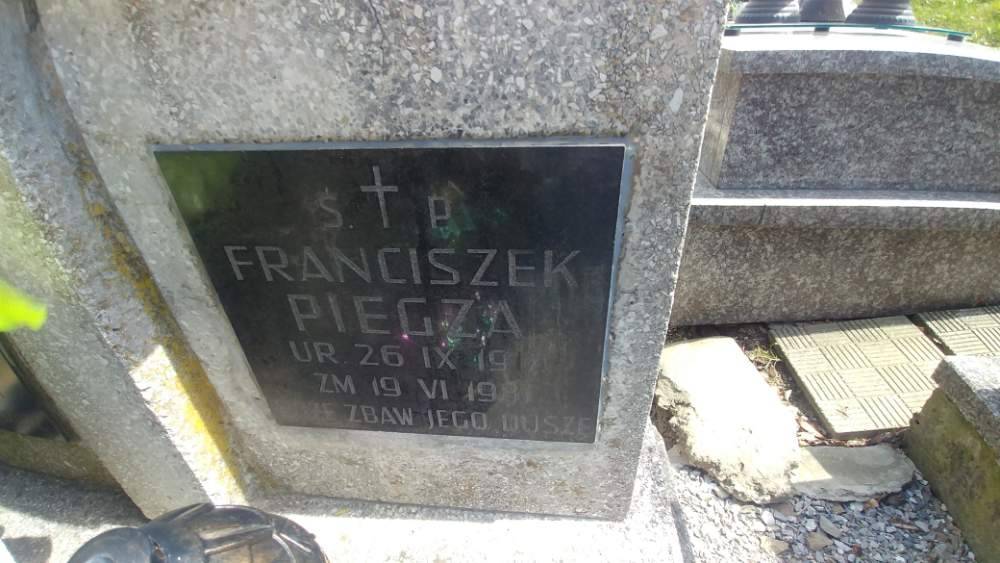 Ś. P
FRANCISZEK
PIEGZA
UR. 26 IX
ZM 19 VI
ZBAW JEGO DUSZE